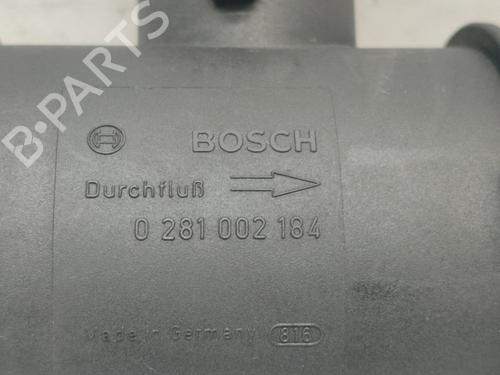 B-PARTS
BOSCH
Durchfluß
0 281 002 184
Made in Germany 816